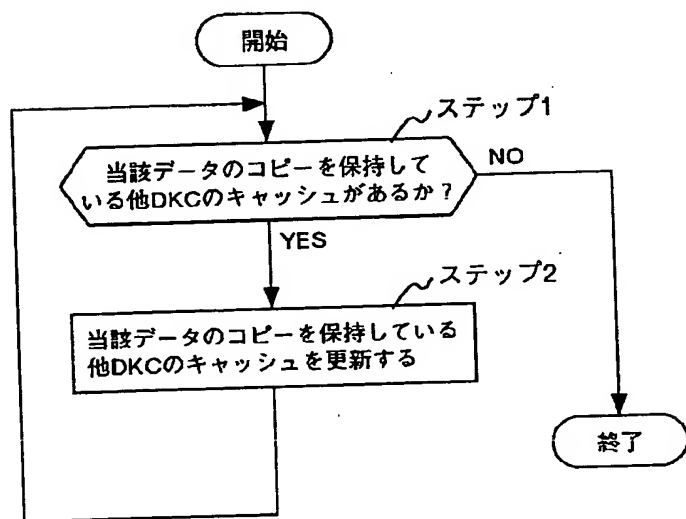 開始
ステップ1
当該データのコピーを保持して
いる他DKCのキャッシュがあるか?
NO
YES
ステップ2
当該データのコピーを保持している
他DKCのキャッシュを更新する
終了